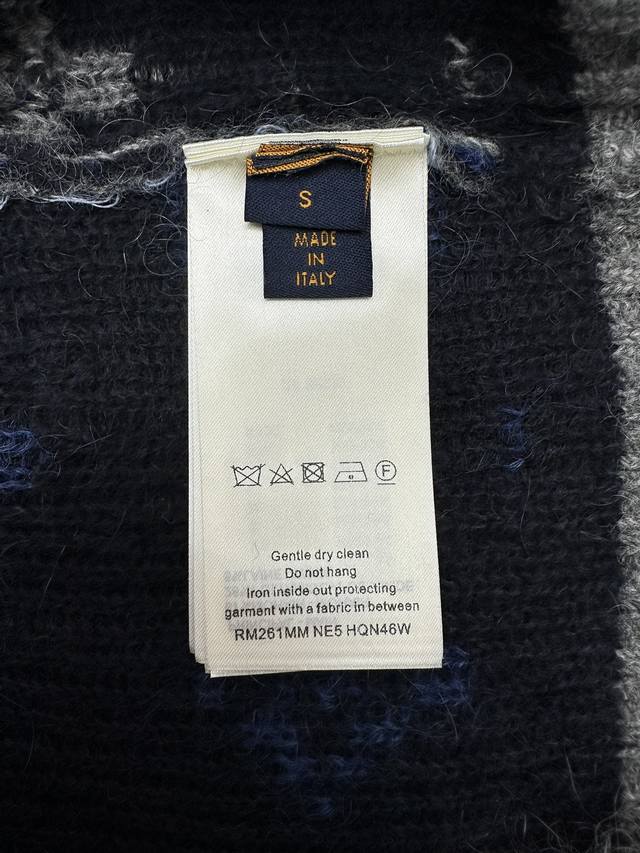 S
MADE
IN
ITALY
F
Gentle dry clean
Do not hang
Iron inside out protecting
garment with a fabric in between
RM261MM NE5 HQN46W